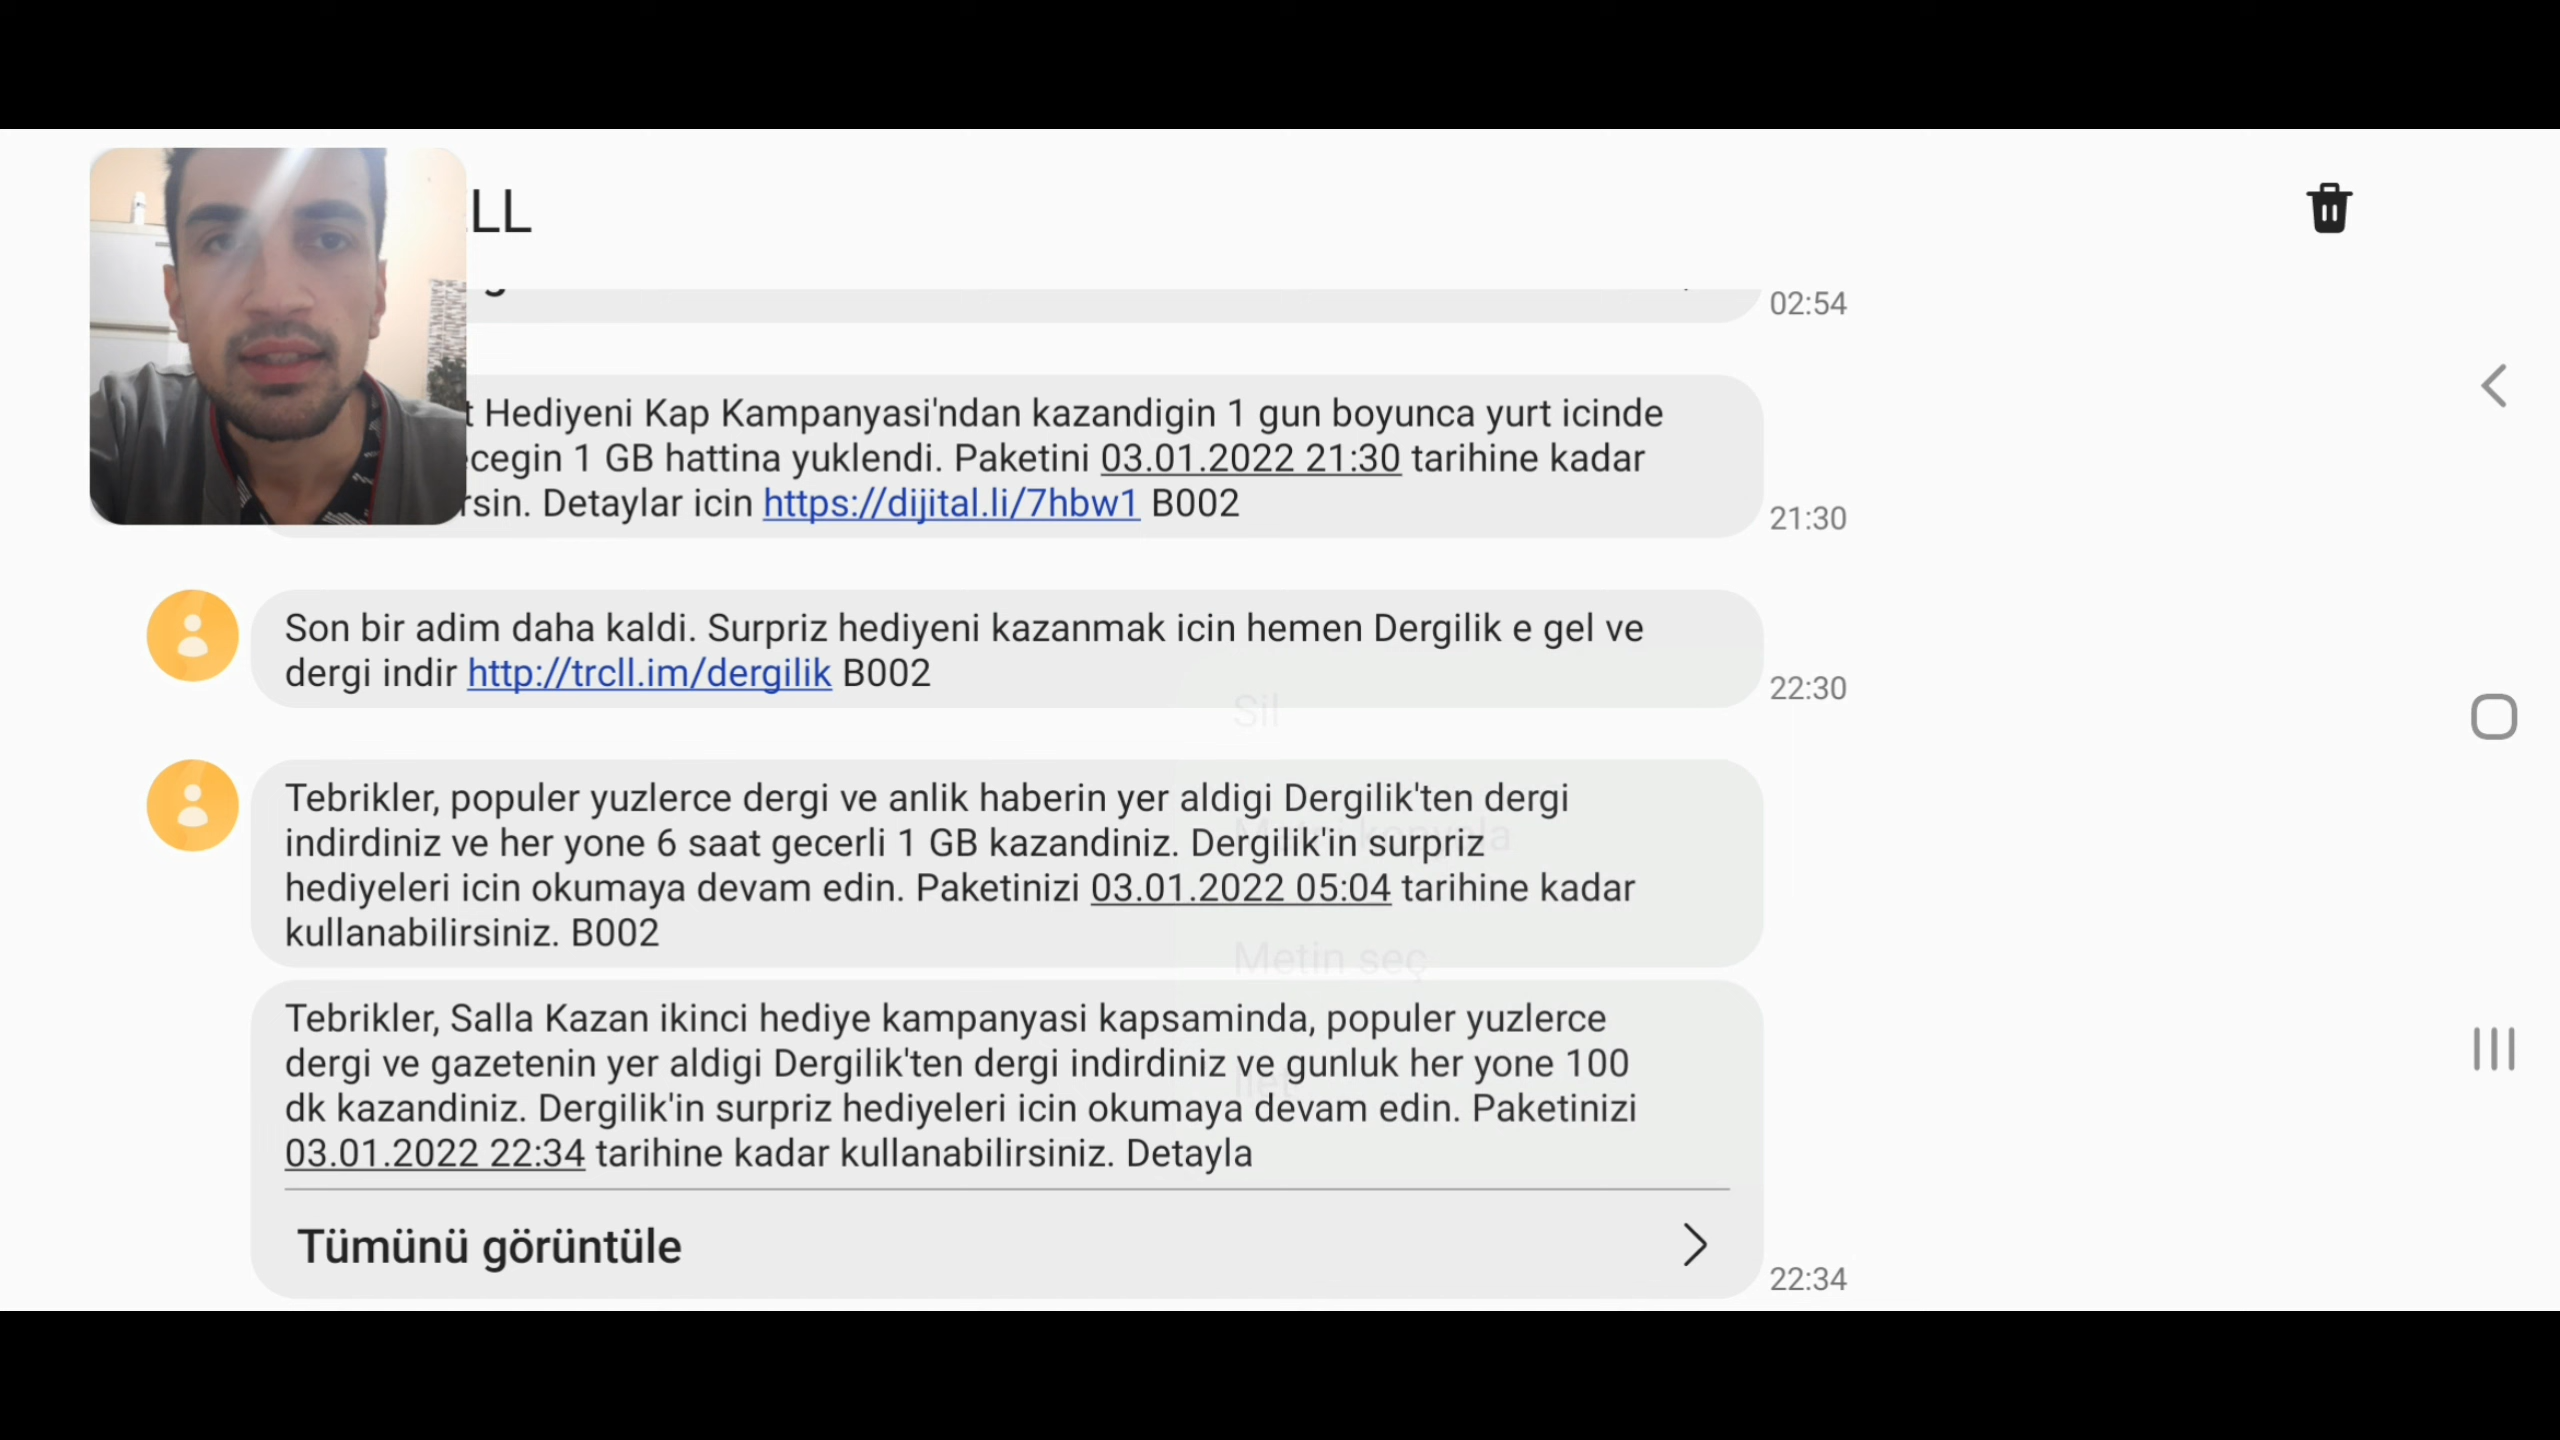 LL
02:54
Hediyeni Kap Kampanyasi'ndan kazandigin 1 gun boyunca yurt icinde
1 GB hattina yuklendi. Paketini 03.01.2022 21:30 tarihine kadar
Detaylar icin https://dijital.li/7hbw1 B002
21:30
Son bir adim daha kaldi. Surpriz hediyeni kazanmak icin hemen Dergilik e gel ve
dergi indir http://trcll.im/dergilik B002
22:30
Sil
Tebrikler, populer yuzlerce dergi ve anlik haberin yer aldigi Dergilik'ten dergi
indirdiniz ve her yone 6 saat gecerli 1 GB kazandiniz. Dergilik'in surpriz
hediyeleri icin okumaya devam edin. Paketinizi 03.01.2022 05:04 tarihine kadar
kullanabilirsiniz. B002
Metin seç
Tebrikler, Salla Kazan ikinci hediye kampanyasi kapsaminda, populer yuzlerce
dergi ve gazetenin yer aldigi Dergilik'ten dergi indirdiniz ve gunluk her yone 100
dk kazandiniz. Dergilik'in surpriz hediyeleri icin okumaya devam edin. Paketinizi
03.01.2022 22:34 tarihine kadar kullanabilirsiniz. Detayla
Tümünü görüntüle
22:34